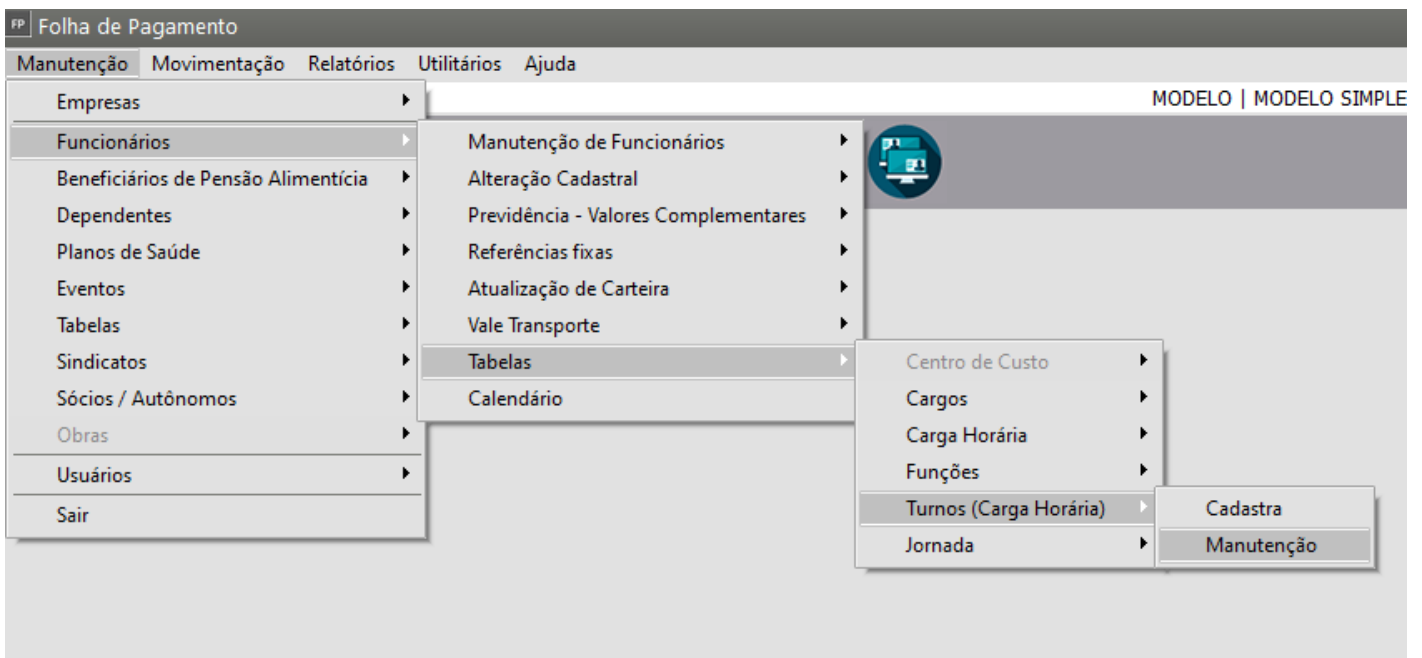 FP Folha de Pagamento
Manutenção Movimentação Relatórios Utilitários Ajuda
MODELO | MODELO SIMPLE
Empresas
Funcionários
Beneficiários de Pensão Alimentícia
Dependentes
Planos de Saúde
Eventos
Tabelas
Sindicatos
Sócios / Autônomos
Obras
Usuários
Sair
Manutenção de Funcionários
Alteração Cadastral
Previdência - Valores Complementares
Referências fixas
Atualização de Carteira
Vale Transporte
Tabelas
Calendário
Centro de Custo
Cargos
Carga Horária
Funções
Turnos (Carga Horária)
Jornada
Cadastra
Manutenção